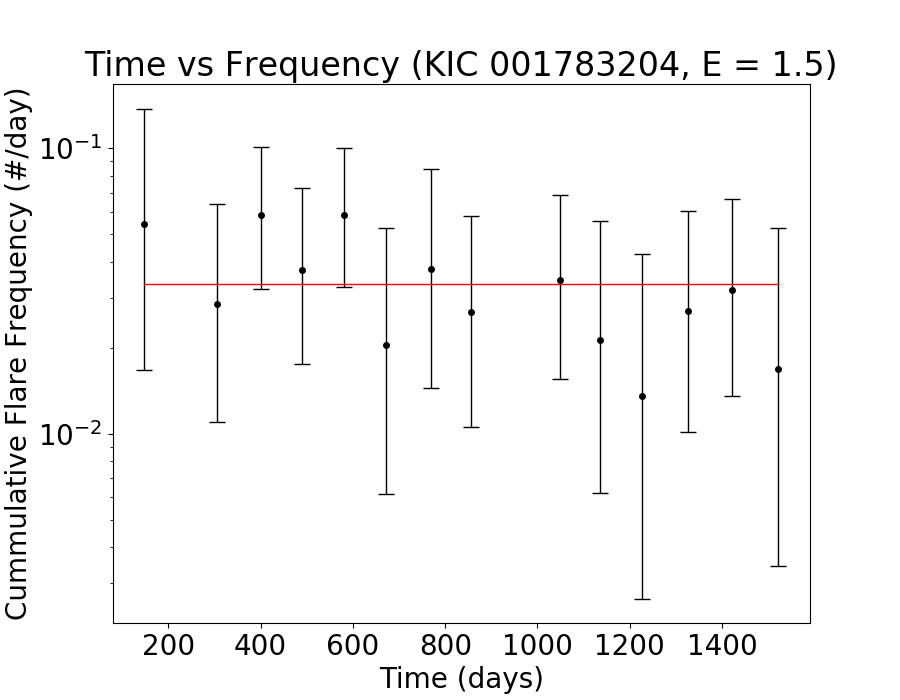 Time vs Frequency (KIC 001783204, E = 1.5)
Cummulative Flare Frequency (#/day)
10⁻¹
10⁻²
200 400 600 800 1000 1200 1400
Time (days)